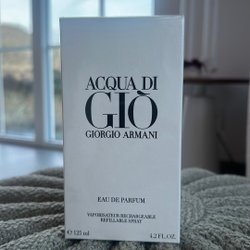 ACQUA DI
GIÒ
GIORGIO ARMANI
EAU DE PARFUM
VAPORISATEUR RECHARGEABLE
REFILLABLE SPRAY
℮ 125 ml 4.2 FL. OZ.